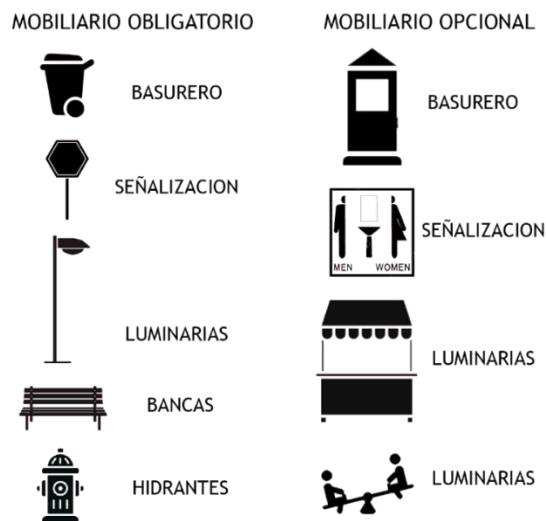 MOBILIARIO OBLIGATORIO
BASURERO
SEÑALIZACION
LUMINARIAS
BANCAS
HIDRANTES
MOBILIARIO OPCIONAL
BASURERO
MEN WOMEN
SEÑALIZACION
LUMINARIAS
LUMINARIAS